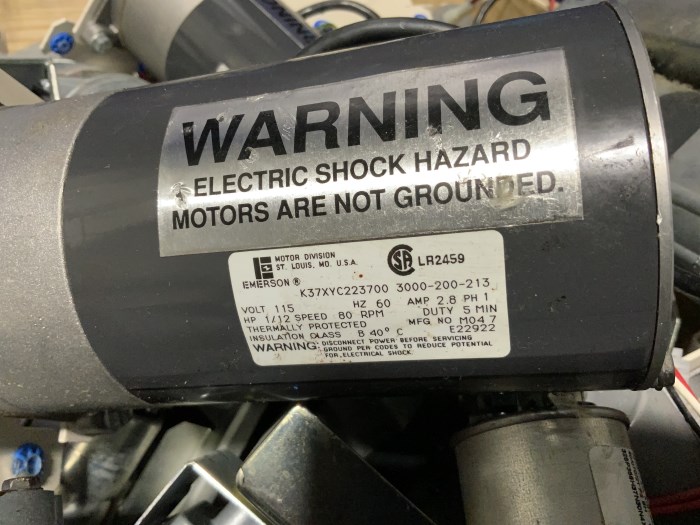 WARNING
ELECTRIC SHOCK HAZARD
MOTORS ARE NOT GROUNDED.
MOTOR DIVISION
ST. LOUIS, MO. U.S.A.
EMERSON®
SA LR2459
K37XYC223700 3000-200-213
VOLT 115 HZ 60 AMP 2.8 PH 1
HP 1/12 SPEED 80 RPM DUTY 5 MIN
THERMALLY PROTECTED MFG NO M04 7
INSULATION CLASS B 40° C E22922
WARNING: DISCONNECT POWER BEFORE SERVICING
GROUND PER CODES TO REDUCE POTENTIAL
FOR ELECTRICAL SHOCK